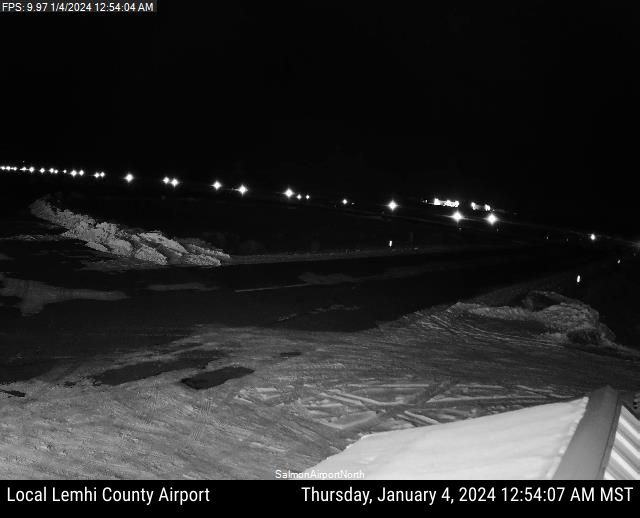 FPS: 9.97 1/4/2024 12:54:04 AM
SalmonAirportNorth
Local Lemhi County Airport Thursday, January 4, 2024 12:54:07 AM MST